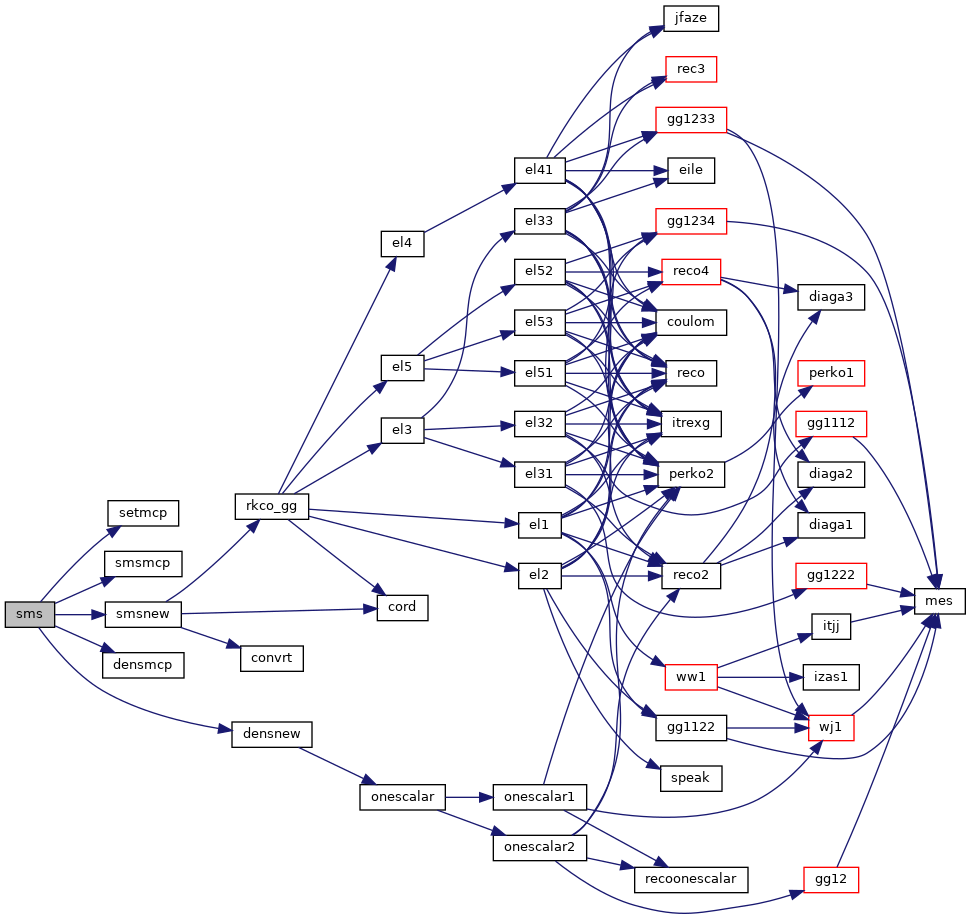 jfaze
rec3
gg1233
el41
eile
el33
gg1234
el4
el52
reco4
diaga3
el53
coulom
el5
el51
reco
perko1
el32
itrexg
gg1112
el3
el31
perko2
diaga2
rkco_gg
setmcp
el1
diaga1
smsmcp
el2
reco2
gg1222
sms
smsnew
cord
mes
itjj
convrt
densmcp
ww1
izas1
densnew
gg1122
wj1
speak
onescalar
onescalar1
onescalar2
recoonescalar
gg12